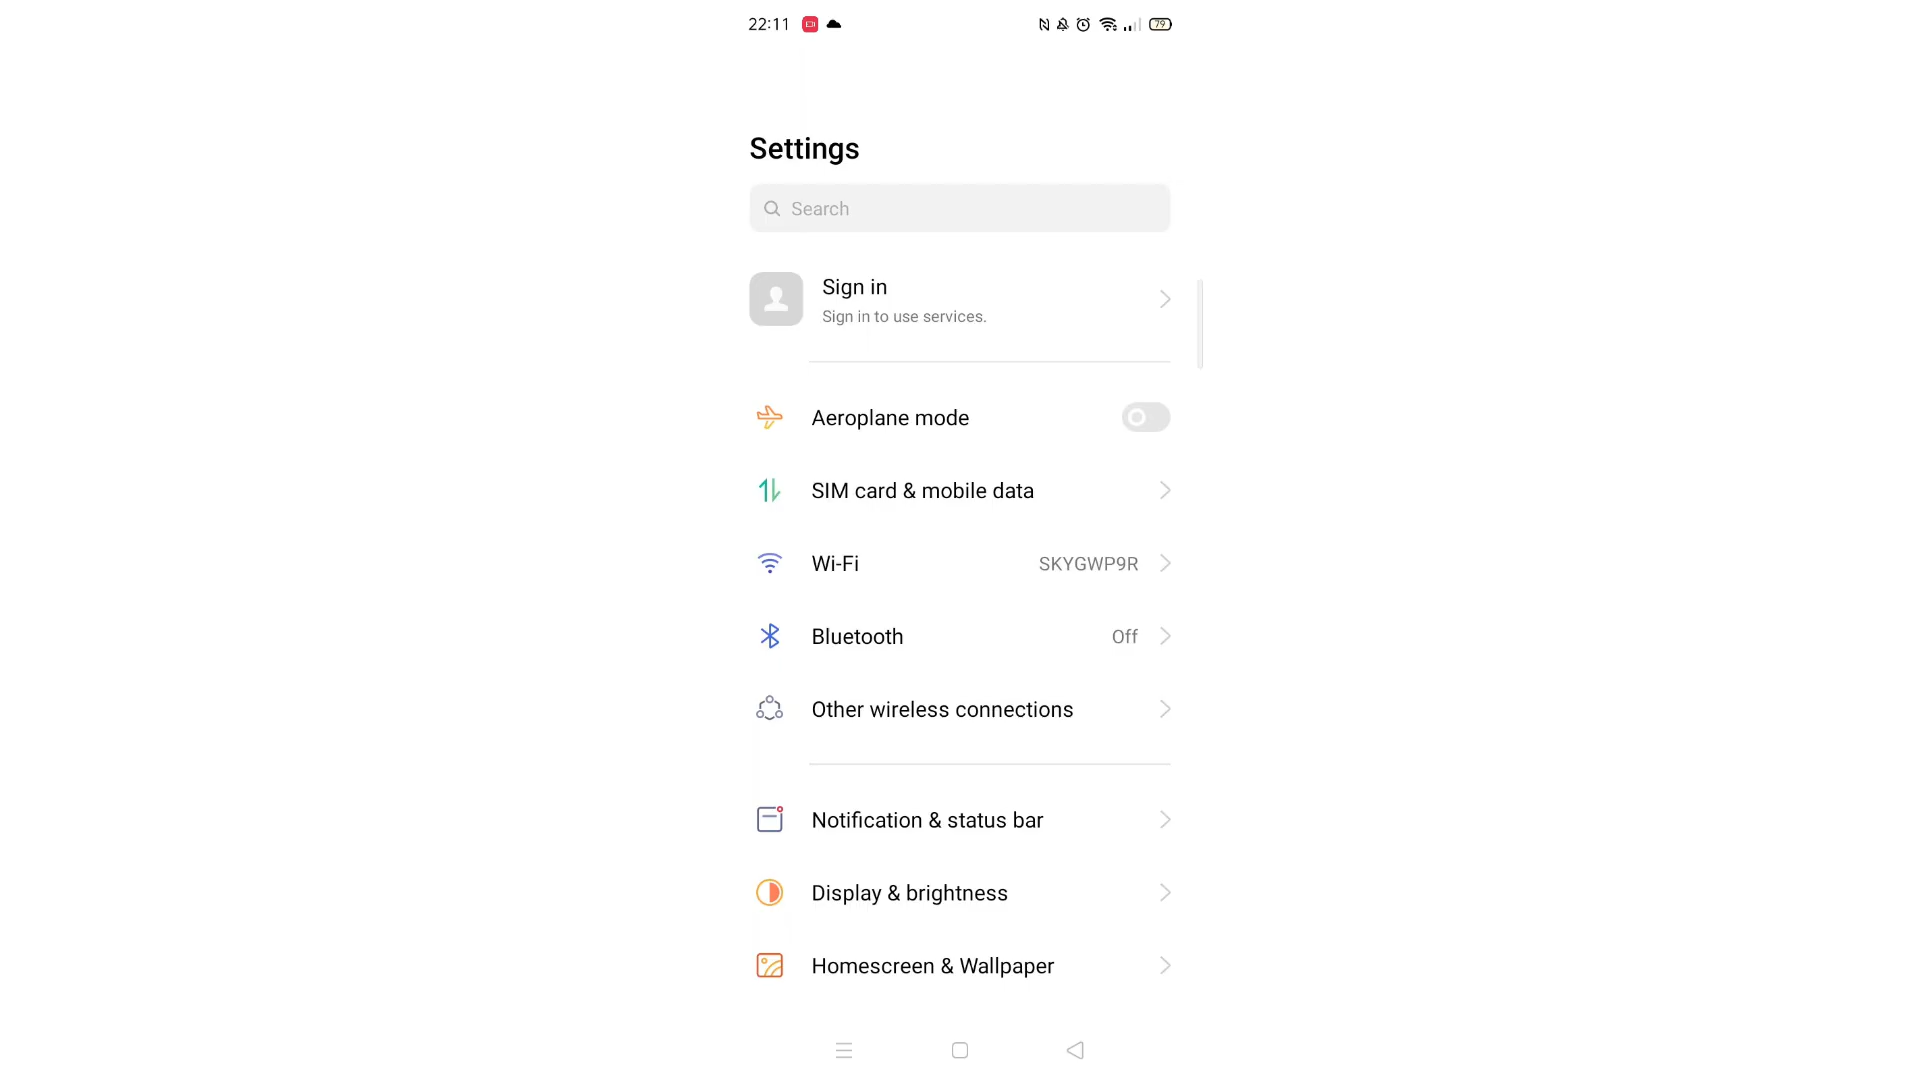 22:11
79
Settings
Search
Sign in
Sign in to use services.
Aeroplane mode
SIM card & mobile data
Wi-Fi SKYGWP9R
Bluetooth Off
Other wireless connections
Notification & status bar
Display & brightness
Homescreen & Wallpaper